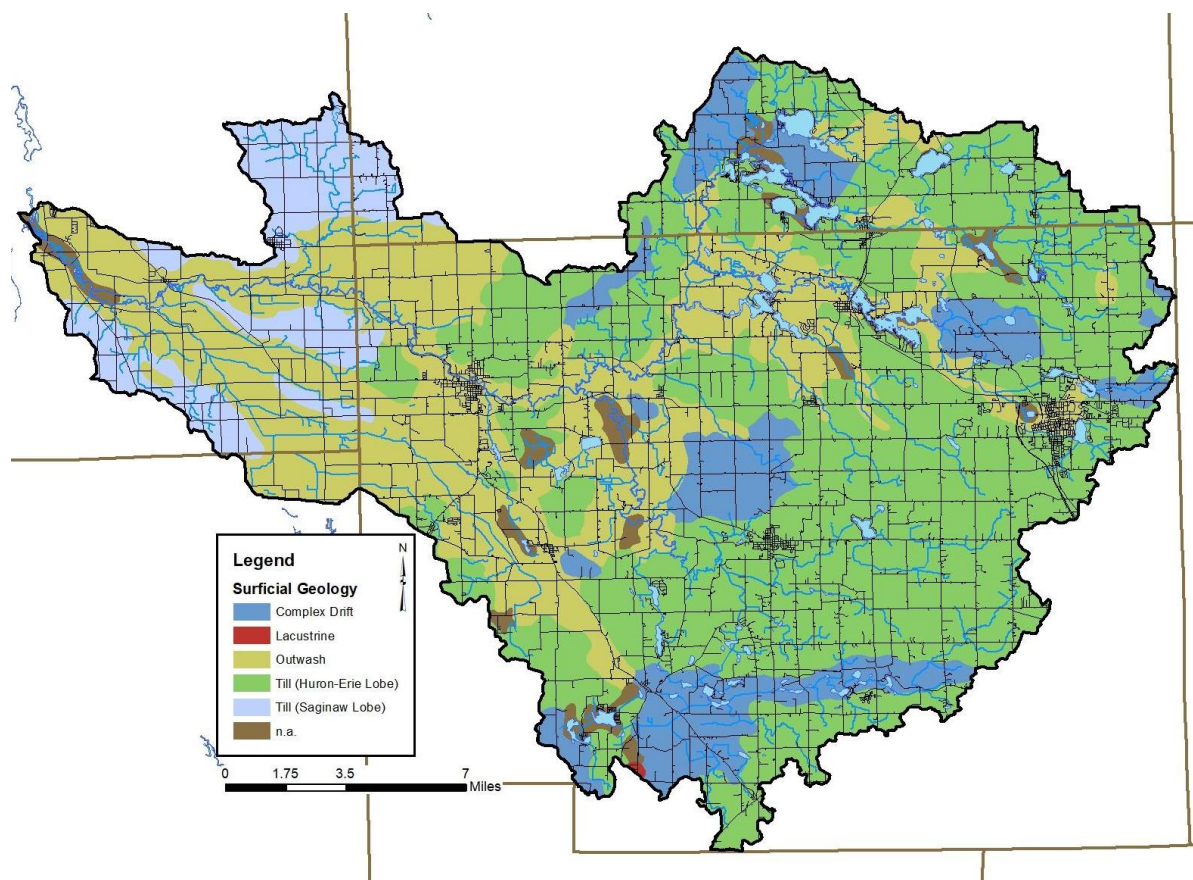 Legend
N
Surficial Geology
Complex Drift
Lacustrine
Outwash
Till (Huron-Erie Lobe)
Till (Saginaw Lobe)
n.a.
0 1.75 3.5 7
Miles